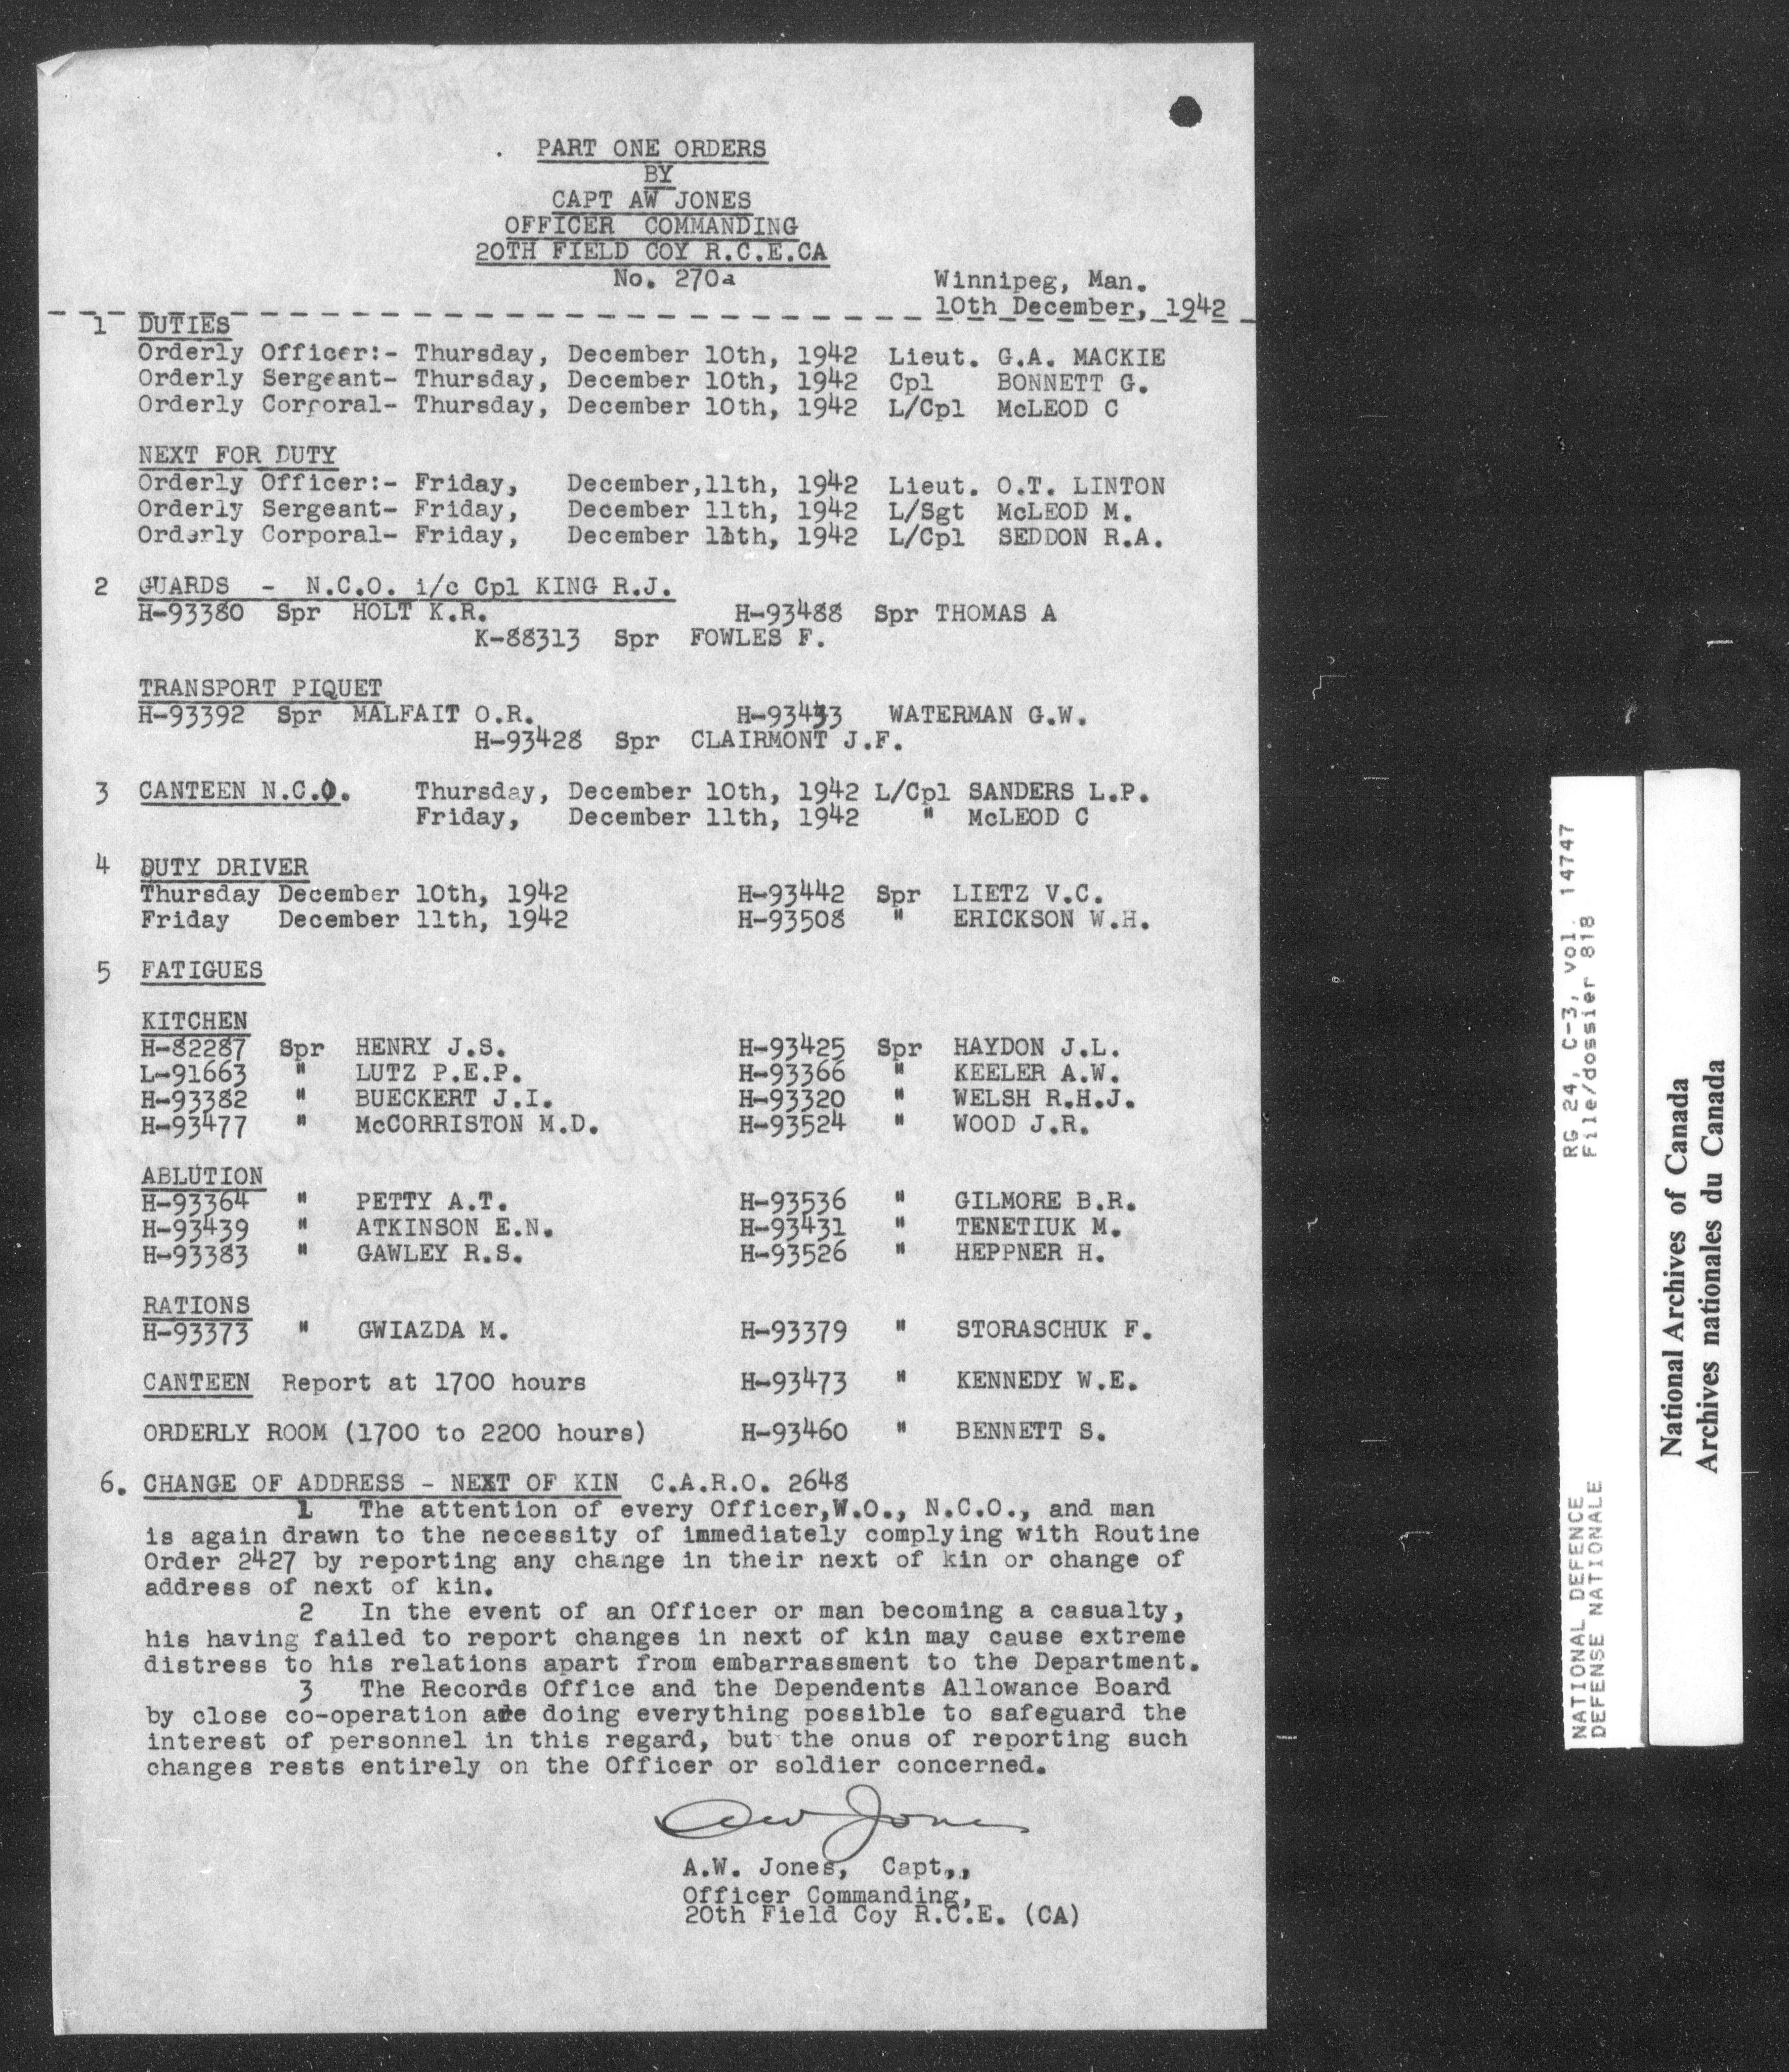 PART ONE ORDERS
BY
CAPT AW JONES
OFFICER COMMANDING
20TH FIELD COY R.C.E.CA
No. 270a
Winnipeg, Man.
10th December, 1942
1 DUTIES
Orderly Officer:- Thursday, December 10th, 1942 Lieut. G.A. MACKIE
Orderly Sergeant- Thursday, December 10th, 1942 Cpl BONNETT G.
Orderly Corporal- Thursday, December 10th, 1942 L/Cpl McLEOD C
NEXT FOR DUTY
Orderly Officer:- Friday, December,11th, 1942 Lieut. O.T. LINTON
Orderly Sergeant- Friday, December 11th, 1942 L/Sgt McLEOD M.
Orderly Corporal- Friday, December 11th, 1942 L/Cpl SEDDON R.A.
2 GUARDS - N.C.O. i/c Cpl KING R.J.
H-93380 Spr HOLT K.R. H-93488 Spr THOMAS A
K-88313 Spr FOWLES F.
TRANSPORT PIQUET
H-93392 Spr MALFAIT O.R. WATERMAN G.W.
H-93428 Spr CLAIRMONT J.F.
3 CANTEEN N.C.O. Thursday, December 10th, 1942 L/Cpl SANDERS L.P.
Friday, December 11th, 1942 " McLEOD C
4 DUTY DRIVER
Thursday December 10th, 1942 H-93442 Spr LIETZ V.C.
Friday December 11th, 1942 H-93508 " ERICKSON W.H.
5 FATIGUES
KITCHEN
H-82287 Spr HENRY J.S. H-93425 Spr HAYDON J.L.
L-91663 " LUTZ P.E.P. H-93366 " KEELER A.W.
H-93382 " BUECKERT J.I. H-93320 " WELSH R.H.J.
H-93477 " McCORRISTON M.D. H-93524 " WOOD J.R.
ABLUTION
H-93364 " PETTY A.T. H-93536 " GILMORE B.R.
H-93439 " ATKINSON E.N. H-93431 " TENETIUK M.
H-93383 " GAWLEY R.S. H-93526 " HEPPNER H.
RATIONS
H-93373 " GWIAZDA M. H-93379 " STORASCHUK F.
CANTEEN Report at 1700 hours H-93473 " KENNEDY W.E.
ORDERLY ROOM (1700 to 2200 hours) H-93460 " BENNETT S.
6. CHANGE OF ADDRESS - NEXT OF KIN C.A.R.O. 2648
1 The attention of every Officer,W.O., N.C.O., and man
is again drawn to the necessity of immediately complying with Routine
Order 2427 by reporting any change in their next of kin or change of
address of next of kin.
2 In the event of an Officer or man becoming a casualty,
his having failed to report changes in next of kin may cause extreme
distress to his relations apart from embarrassment to the Department.
3 The Records Office and the Dependents Allowance Board
by close co-operation are doing everything possible to safeguard the
interest of personnel in this regard, but the onus of reporting such
changes rests entirely on the Officer or soldier concerned.
AW Jones
A.W. Jones, Capt,,
Officer Commanding,
20th Field Coy R.C.E. (CA)
NATIONAL DEFENCE RG 24, C-3, vol. 14747
DEFENSE NATIONALE File/dossier 818
National Archives of Canada
Archives nationales du Canada